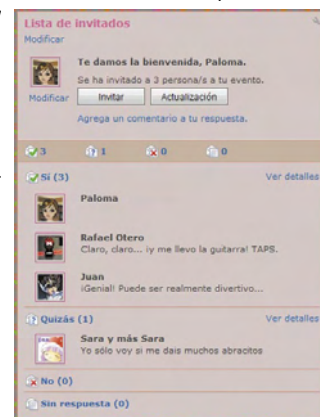 Lista de invitados
Modificar
Te damos la bienvenida, Paloma.
Se ha invitado a 3 persona/s a tu evento.
Modificar Invitar Actualización
Agrega un comentario a tu respuesta.
3 1 0 0
Sí (3) Ver detalles
Paloma
Rafael Otero
Claro, claro... ¡y me llevo la guitarra! TAPS.
Juan
¡Genial! Puede ser realmente divertivo...
Quizás (1) Ver detalles
Sara y más Sara
Yo sólo voy si me dais muchos abracitos
No (0)
Sin respuesta (0)